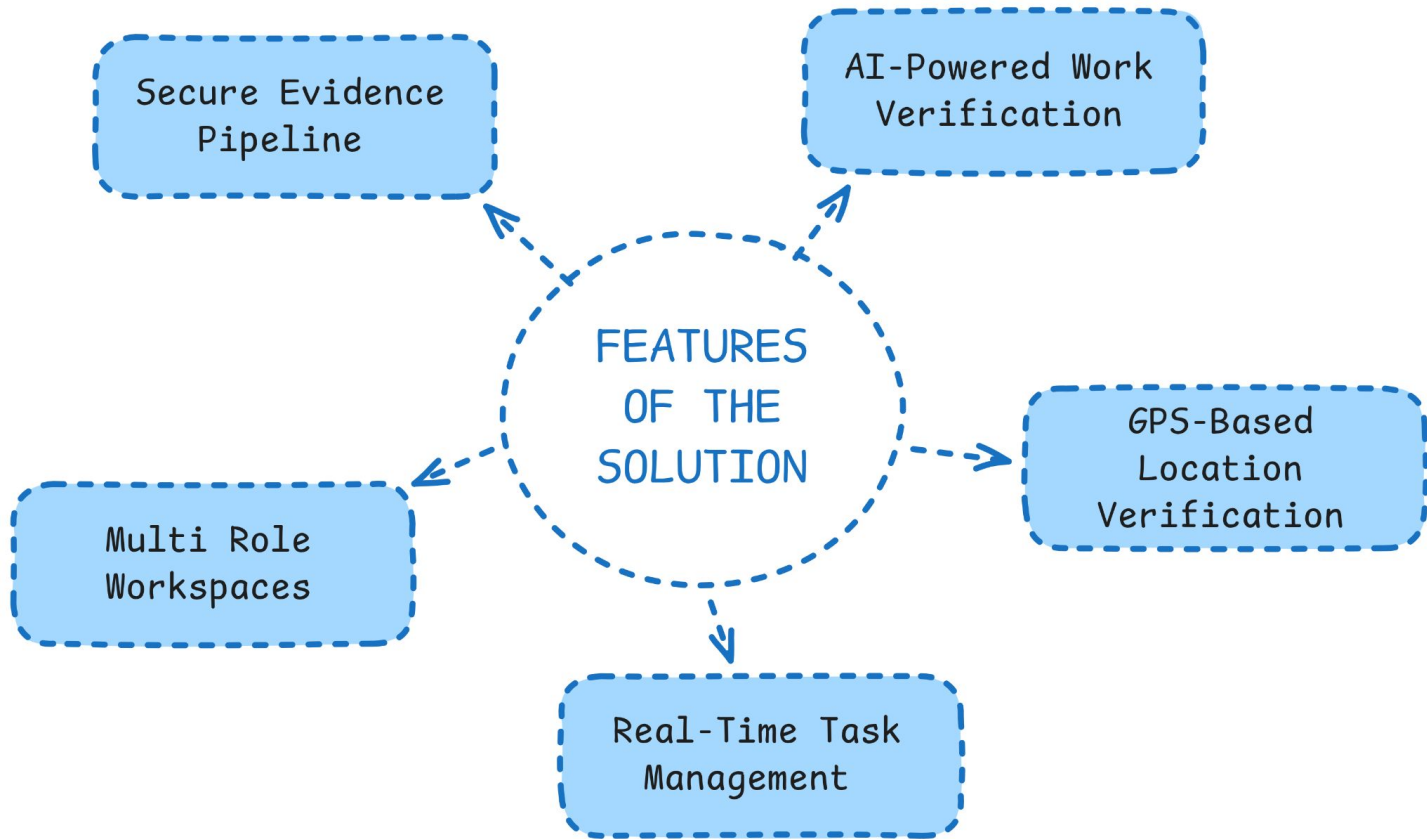 Secure Evidence
Pipeline
AI-Powered Work
Verification
FEATURES
OF THE
SOLUTION
GPS-Based
Location
Verification
Multi Role
Workspaces
Real-Time Task
Management